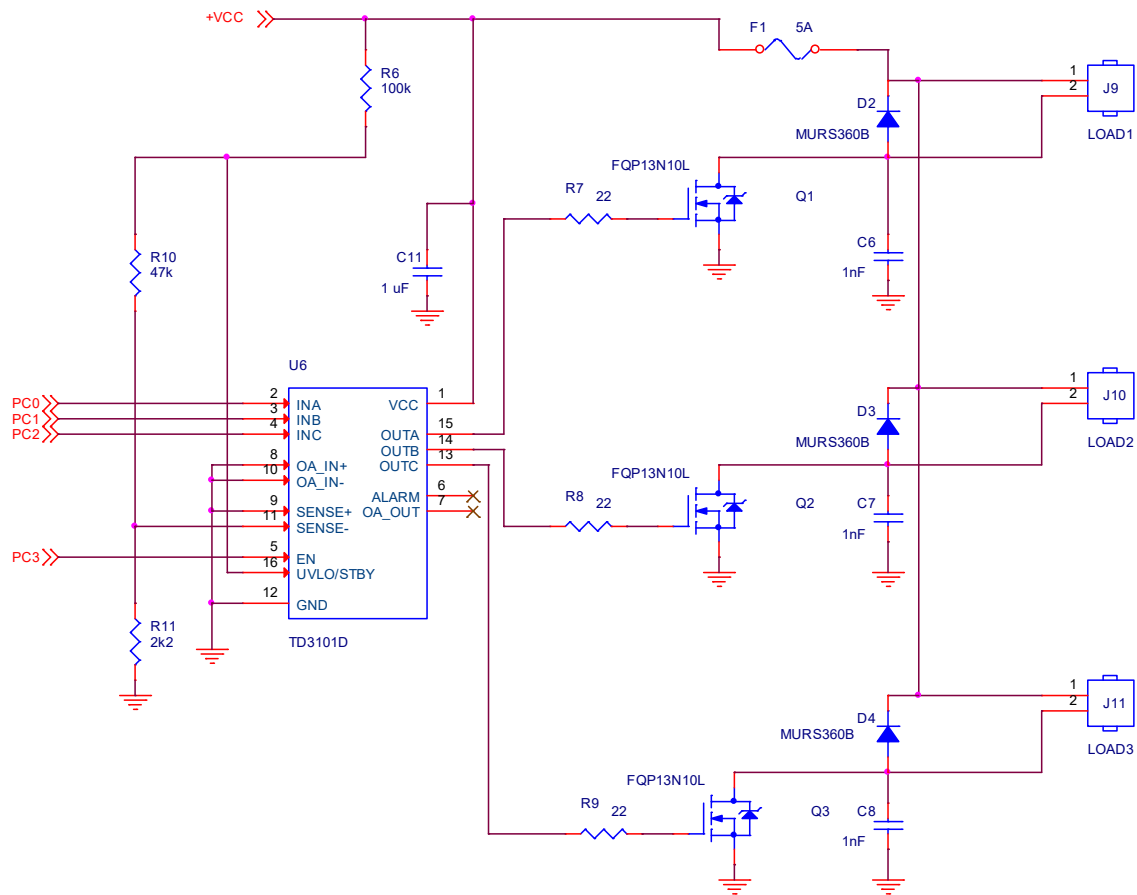 +VCC
F1 5A
R6
100k
1
2
J9
LOAD1
D2
MURS360B
FQP13N10L
R7
22
Q1
R10
47k
C11
1 uF
C6
1nF
U6
PC0
PC1
PC2
2
3
4
INA
INB
INC
VCC
1
OUTA
15
OUTB
14
OUTC
13
8
10
OA_IN+
OA_IN-
ALARM
6
OA_OUT
7
9
11
SENSE+
SENSE-
PC3
5
16
EN
UVLO/STBY
12
GND
TD3101D
R11
2k2
1
2
J10
LOAD2
D3
MURS360B
FQP13N10L
R8
22
Q2
C7
1nF
1
2
J11
LOAD3
D4
MURS360B
FQP13N10L
R9
22
Q3
C8
1nF